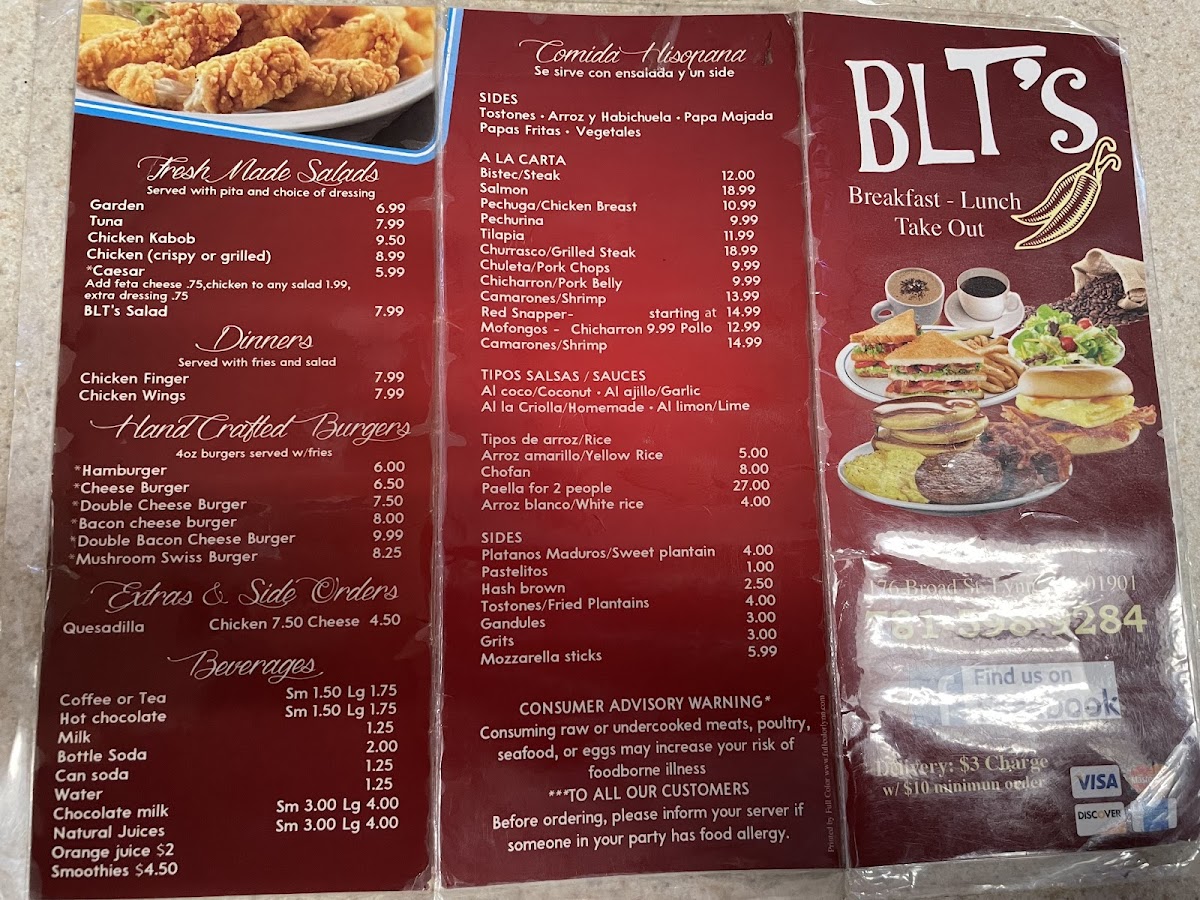 Fresh Made Salads
Served with pita and choice of dressing
Garden 6.99
Tuna 7.99
Chicken Kabob 9.50
Chicken (crispy or grilled) 8.99
*Caesar 5.99
Add feta cheese .75,chicken to any salad 1.99,
extra dressing .75
BLT's Salad 7.99
Dinners
Served with fries and salad
Chicken Finger 7.99
Chicken Wings 7.99
Hand Crafted Burgers
4oz burgers served w/fries
*Hamburger 6.00
*Cheese Burger 6.50
*Double Cheese Burger 7.50
*Bacon cheese burger 8.00
*Double Bacon Cheese Burger 9.99
*Mushroom Swiss Burger 8.25
Extras & Side Orders
Quesadilla Chicken 7.50 Cheese 4.50
Beverages
Coffee or Tea Sm 1.50 Lg 1.75
Hot chocolate Sm 1.50 Lg 1.75
Milk 1.25
Bottle Soda 2.00
Can soda 1.25
Water 1.25
Chocolate milk Sm 3.00 Lg 4.00
Natural Juices Sm 3.00 Lg 4.00
Orange juice $2
Smoothies $4.50
Comida Hisopana
Se sirve con ensalada y un side
SIDES
Tostones • Arroz y Habichuela • Papa Majada
Papas Fritas • Vegetales
A LA CARTA
Bistec/Steak 12.00
Salmon 18.99
Pechuga/Chicken Breast 10.99
Pechurina 9.99
Tilapia 11.99
Churrasco/Grilled Steak 18.99
Chuleta/Pork Chops 9.99
Chicharron/Pork Belly 9.99
Camarones/Shrimp 13.99
Red Snapper- starting at 14.99
Mofongos - Chicharron 9.99 Pollo 12.99
Camarones/Shrimp 14.99
TIPOS SALSAS / SAUCES
Al coco/Coconut • Al ajillo/Garlic
Al la Criolla/Homemade • Al limon/Lime
Tipos de arroz/Rice
Arroz amarillo/Yellow Rice 5.00
Chofan 8.00
Paella for 2 people 27.00
Arroz blanco/White rice 4.00
SIDES
Platanos Maduros/Sweet plantain 4.00
Pastelitos 1.00
Hash brown 2.50
Tostones/Fried Plantains 4.00
Gandules 3.00
Grits 3.00
Mozzarella sticks 5.99
CONSUMER ADVISORY WARNING*
Consuming raw or undercooked meats, poultry,
seafood, or eggs may increase your risk of
foodborne illness
***TO ALL OUR CUSTOMERS
Before ordering, please inform your server if
someone in your party has food allergy.
Printed by Full Color www.fullcolorlynn.com
BLT's
Breakfast - Lunch
Take Out
Broad St. 01901
9284
Find us on
Delivery: $3 Charge
w/ $10 minimun order
VISA
DISCOVER